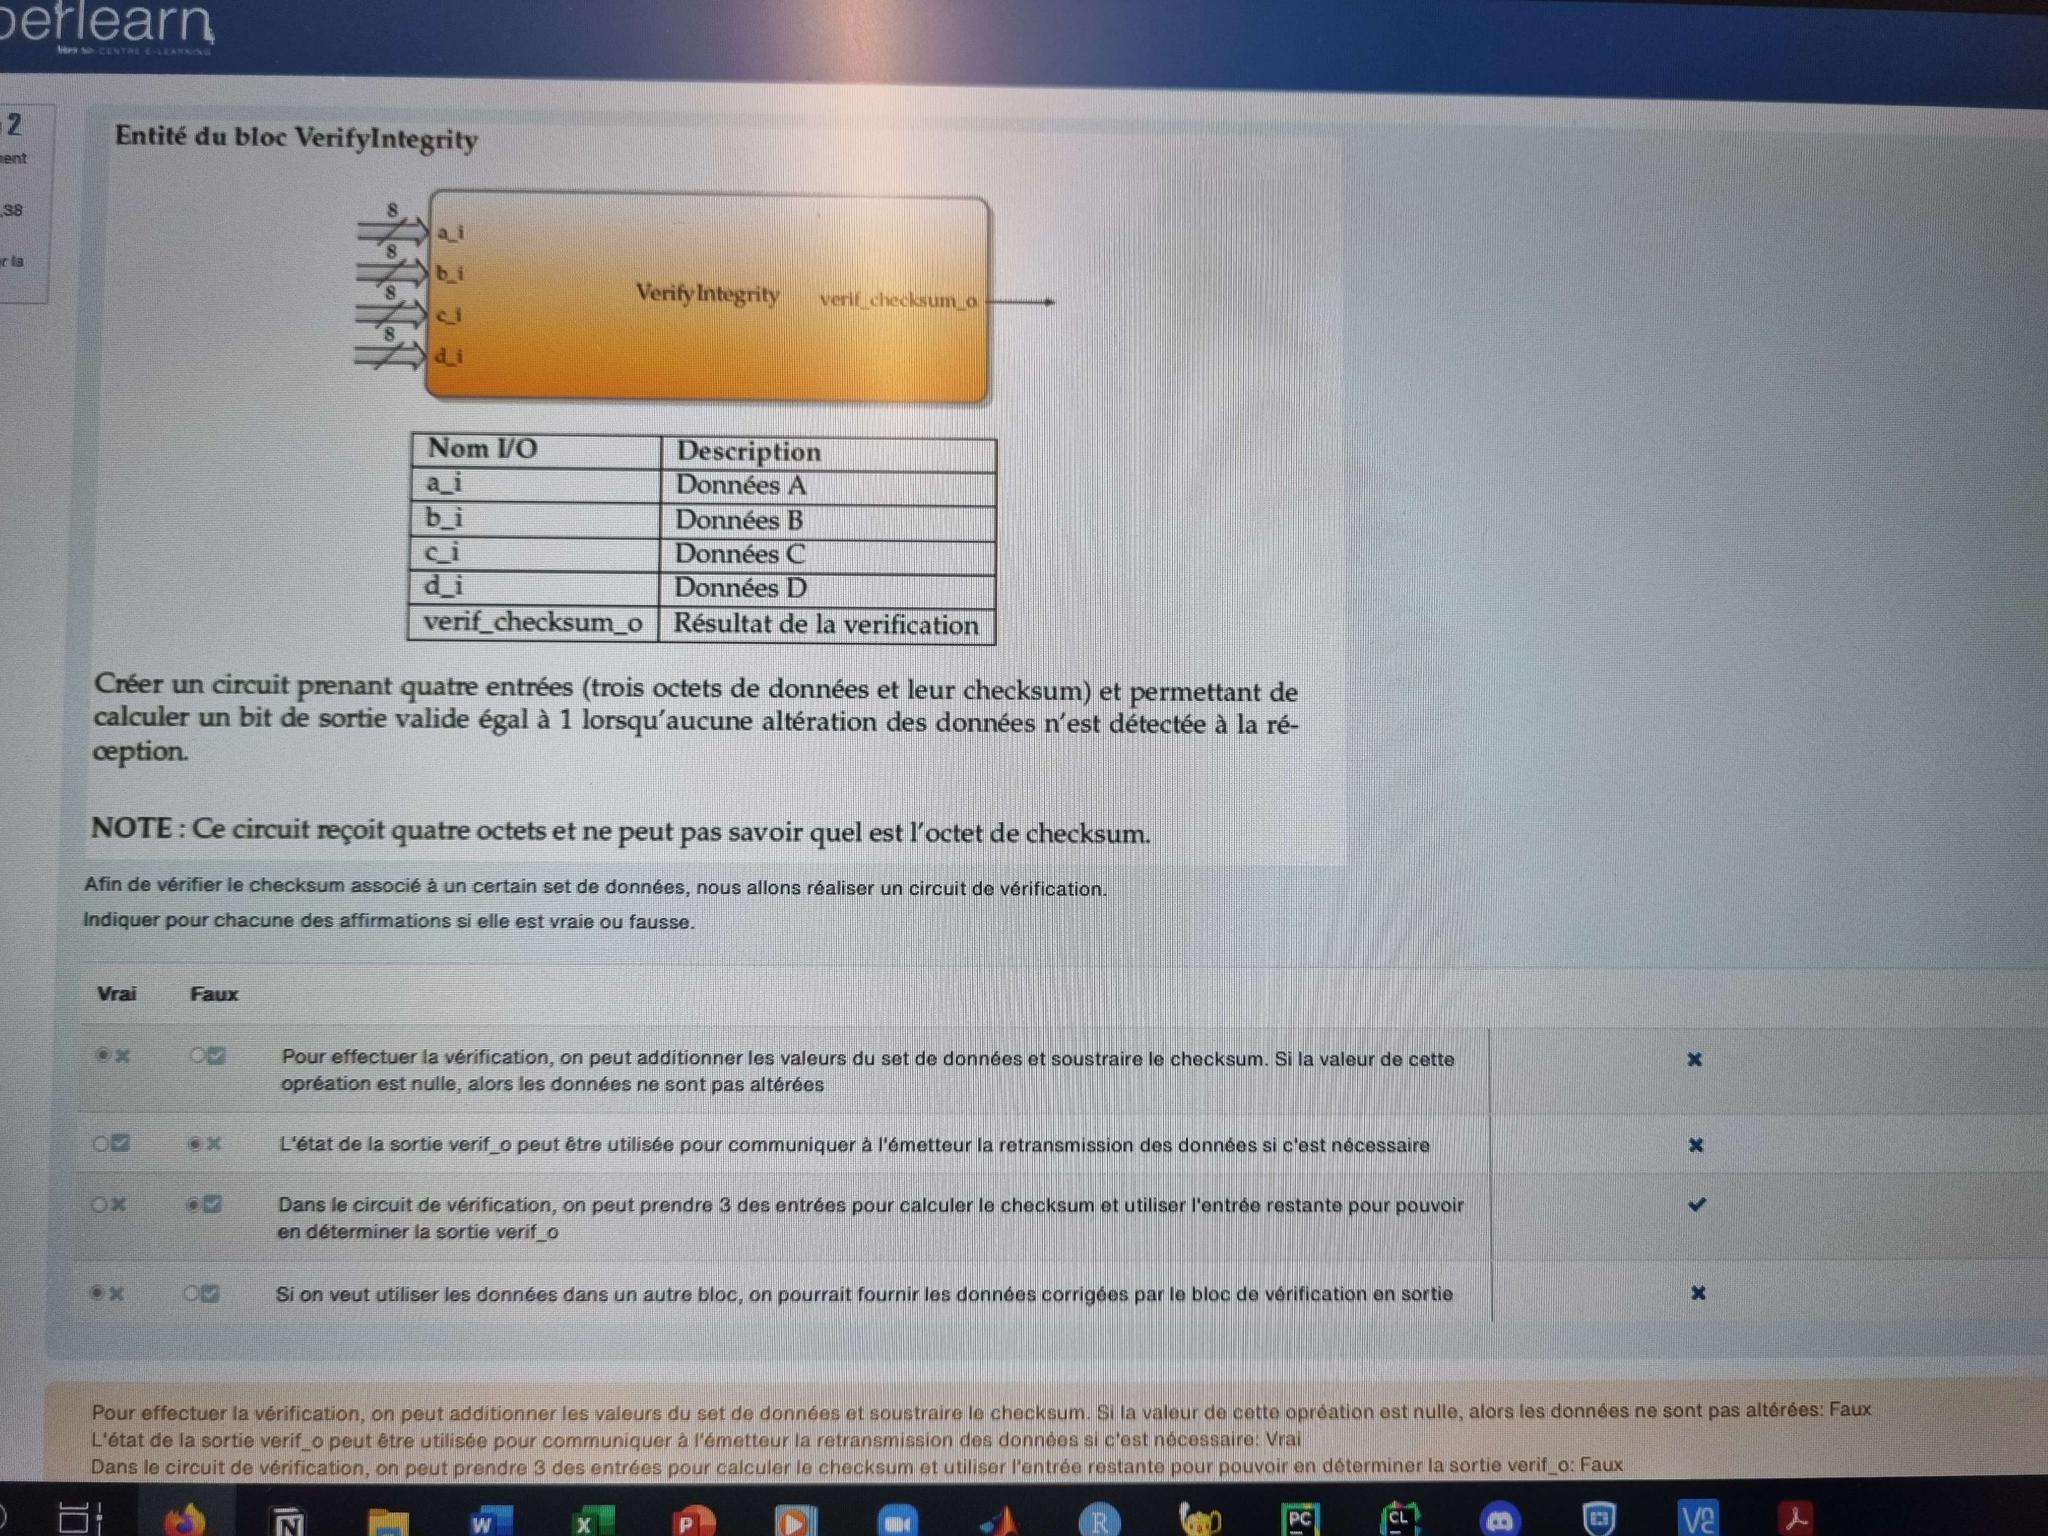 perlearn
CENTRE E-LEARNING
2
38
Entité du bloc VerifyIntegrity
8
a_i
8
b_i
8
c_i
8
d_i
VerifyIntegrity
verif_checksum_o
Nom I/O Description
a_i Données A
b_i Données B
c_i Données C
d_i Données D
verif_checksum_o Résultat de la verification
Créer un circuit prenant quatre entrées (trois octets de données et leur checksum) et permettant de
calculer un bit de sortie valide égal à 1 lorsqu'aucune altération des données n'est détectée à la ré-
ception.
NOTE : Ce circuit reçoit quatre octets et ne peut pas savoir quel est l'octet de checksum.
Afin de vérifier le checksum associé à un certain set de données, nous allons réaliser un circuit de vérification.
Indiquer pour chacune des affirmations si elle est vraie ou fausse.
Vrai Faux
Pour effectuer la vérification, on peut additionner les valeurs du set de données et soustraire le checksum. Si la valeur de cette
opréation est nulle, alors les données ne sont pas altérées
L'état de la sortie verif_o peut être utilisée pour communiquer à l'émetteur la retransmission des données si c'est nécessaire
Dans le circuit de vérification, on peut prendre 3 des entrées pour calculer le checksum et utiliser l'entrée restante pour pouvoir
en déterminer la sortie verif_o
Si on veut utiliser les données dans un autre bloc, on pourrait fournir les données corrigées par le bloc de vérification en sortie
Pour effectuer la vérification, on peut additionner les valeurs du set de données et soustraire le checksum. Si la valeur de cette opréation est nulle, alors les données ne sont pas altérées: Faux
L'état de la sortie verif_o peut être utilisée pour communiquer à l'émetteur la retransmission des données si c'est nécessaire: Vrai
Dans le circuit de vérification, on peut prendre 3 des entrées pour calculer le checksum et utiliser l'entrée restante pour pouvoir en déterminer la sortie verif_o: Faux
N W X P R PC CL V2